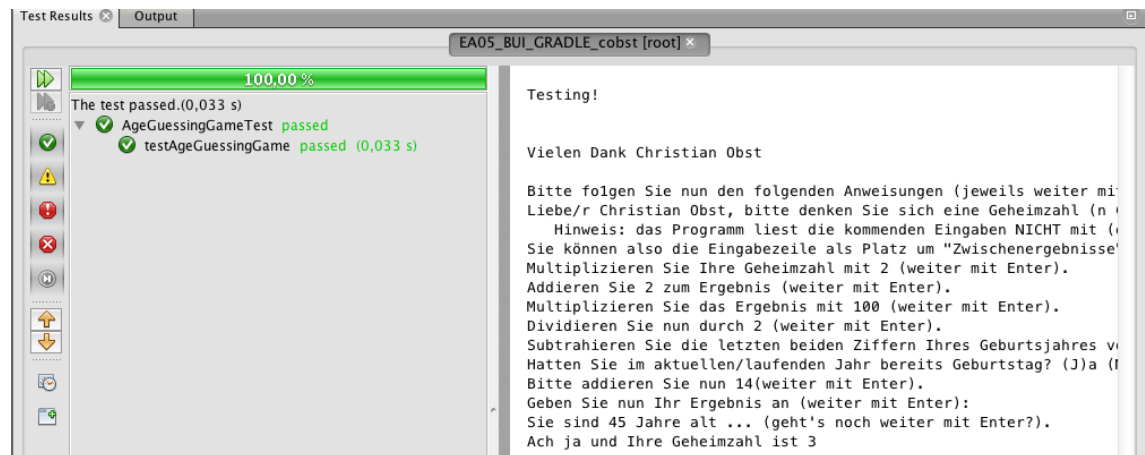 Test Results Output
EA05_BUI_GRADLE_cobst [root]
100,00 %
The test passed.(0,033 s)
AgeGuessingGameTest passed
testAgeGuessingGame passed (0,033 s)
Testing!
Vielen Dank Christian Obst
Bitte fo1gen Sie nun den folgenden Anweisungen (jeweils weiter mi
Liebe/r Christian Obst, bitte denken Sie sich eine Geheimzahl (n
Hinweis: das Programm liest die kommenden Eingaben NICHT mit (
Sie können also die Eingabezeile als Platz um "Zwischenergebnisse"
Multiplizieren Sie Ihre Geheimzahl mit 2 (weiter mit Enter).
Addieren Sie 2 zum Ergebnis (weiter mit Enter).
Multiplizieren Sie das Ergebnis mit 100 (weiter mit Enter).
Dividieren Sie nun durch 2 (weiter mit Enter).
Subtrahieren Sie die letzten beiden Ziffern Ihres Geburtsjahres v
Hatten Sie im aktuellen/laufenden Jahr bereits Geburtstag? (J)a (
Bitte addieren Sie nun 14(weiter mit Enter).
Geben Sie nun Ihr Ergebnis an (weiter mit Enter):
Sie sind 45 Jahre alt ... (geht's noch weiter mit Enter?).
Ach ja und Ihre Geheimzahl ist 3